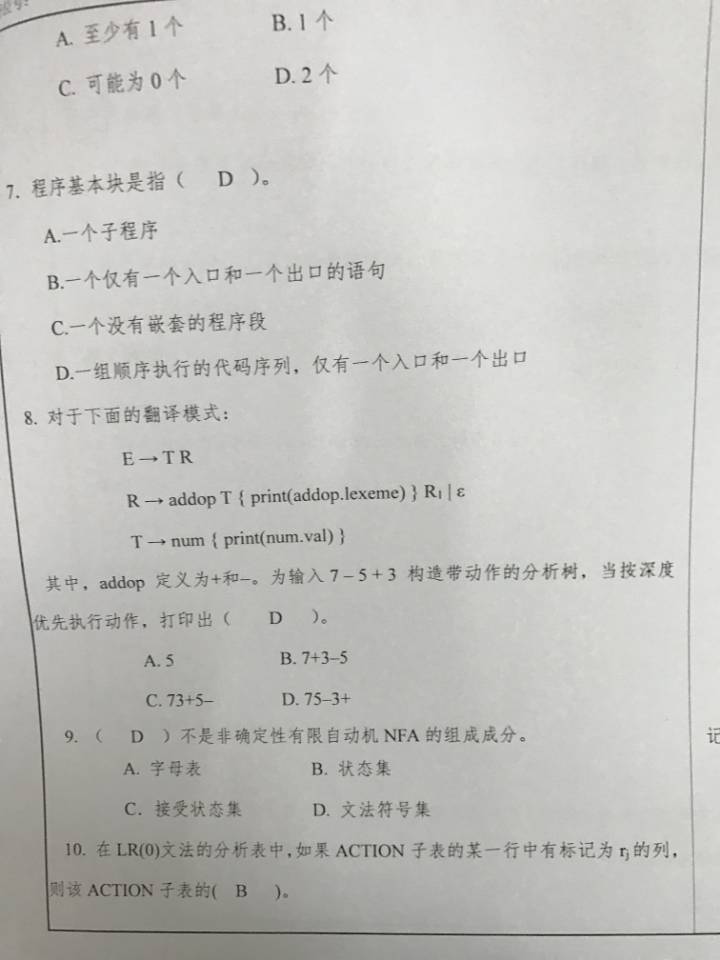 A. 至少有 1 个 B. 1 个
C. 可能为 0 个 D. 2 个
7. 程序基本块是指（ D ）。
A.一个子程序
B.一个仅有一个入口和一个出口的语句
C.一个没有嵌套的程序段
D.一组顺序执行的代码序列，仅有一个入口和一个出口
8. 对于下面的翻译模式：
E → T R
R → addop T { print(addop.lexeme) } R₁ | ε
T → num { print(num.val) }
其中，addop 定义为+和–。为输入 7 – 5 + 3 构造带动作的分析树，当按深度
优先执行动作，打印出（ D ）。
A. 5 B. 7+3–5
C. 73+5– D. 75–3+
9. （ D ）不是非确定性有限自动机 NFA 的组成成分。
A. 字母表 B. 状态集
C. 接受状态集 D. 文法符号集
10. 在 LR(0)文法的分析表中,如果 ACTION 子表的某一行中有标记为 rj 的列，
则该 ACTION 子表的( B )。
记